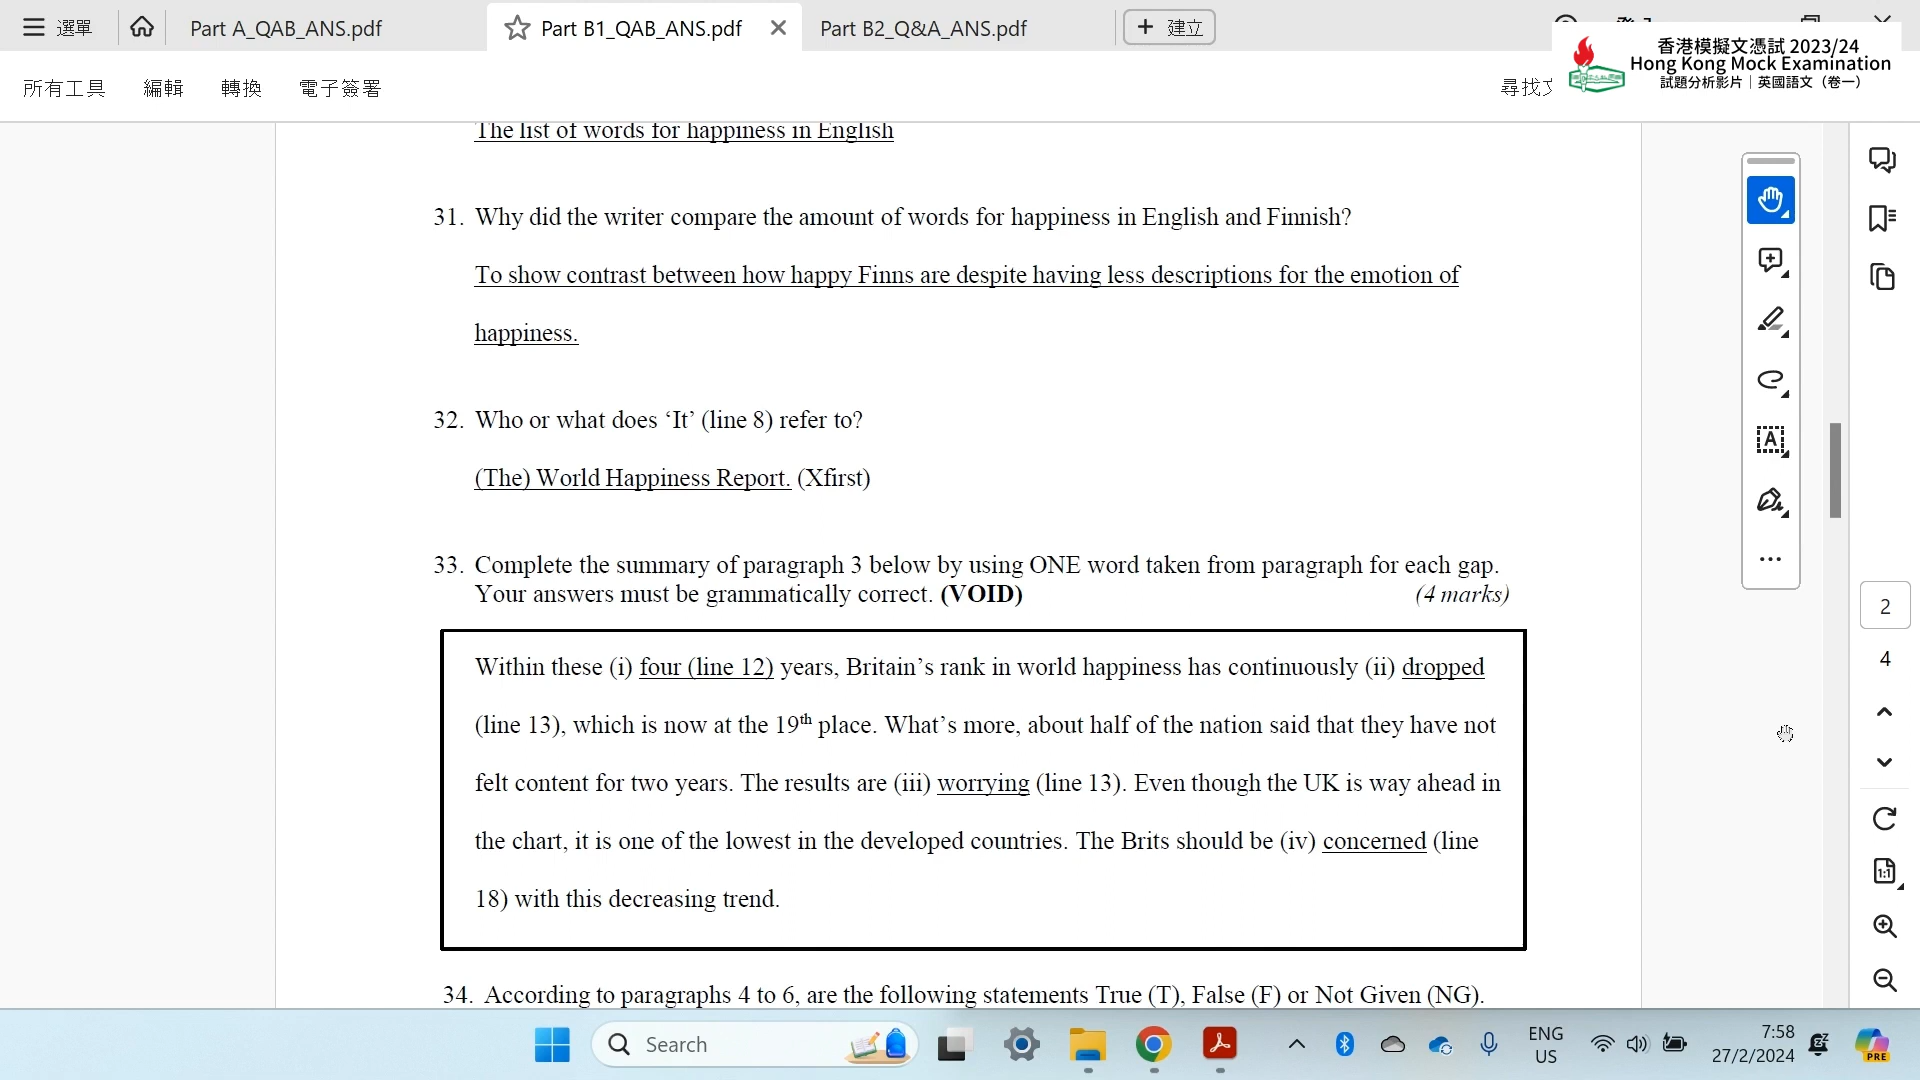 選單
Part A_QAB_ANS.pdf
Part B1_QAB_ANS.pdf
Part B2_Q&A_ANS.pdf
建立
香港模擬文憑試 2023/24
Hong Kong Mock Examination
試題分析影片｜英國語文（卷一）
所有工具
編輯
轉換
電子簽署
尋找文
The list of words for happiness in English
31. Why did the writer compare the amount of words for happiness in English and Finnish?
To show contrast between how happy Finns are despite having less descriptions for the emotion of
happiness.
32. Who or what does ‘It’ (line 8) refer to?
(The) World Happiness Report. (Xfirst)
33. Complete the summary of paragraph 3 below by using ONE word taken from paragraph for each gap.
Your answers must be grammatically correct. (VOID) (4 marks)
Within these (i) four (line 12) years, Britain’s rank in world happiness has continuously (ii) dropped
(line 13), which is now at the 19th place. What’s more, about half of the nation said that they have not
felt content for two years. The results are (iii) worrying (line 13). Even though the UK is way ahead in
the chart, it is one of the lowest in the developed countries. The Brits should be (iv) concerned (line
18) with this decreasing trend.
34. According to paragraphs 4 to 6, are the following statements True (T), False (F) or Not Given (NG).
2
4
1:1
Search
ENG
US
7:58
27/2/2024
PRE